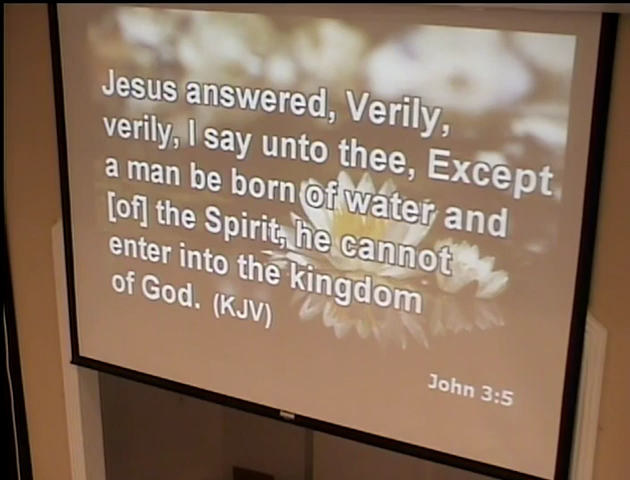 Jesus answered, Verily,
verily, I say unto thee, Except
a man be born of water and
[of] the Spirit, he cannot
enter into the kingdom
of God. (KJV)
John 3:5